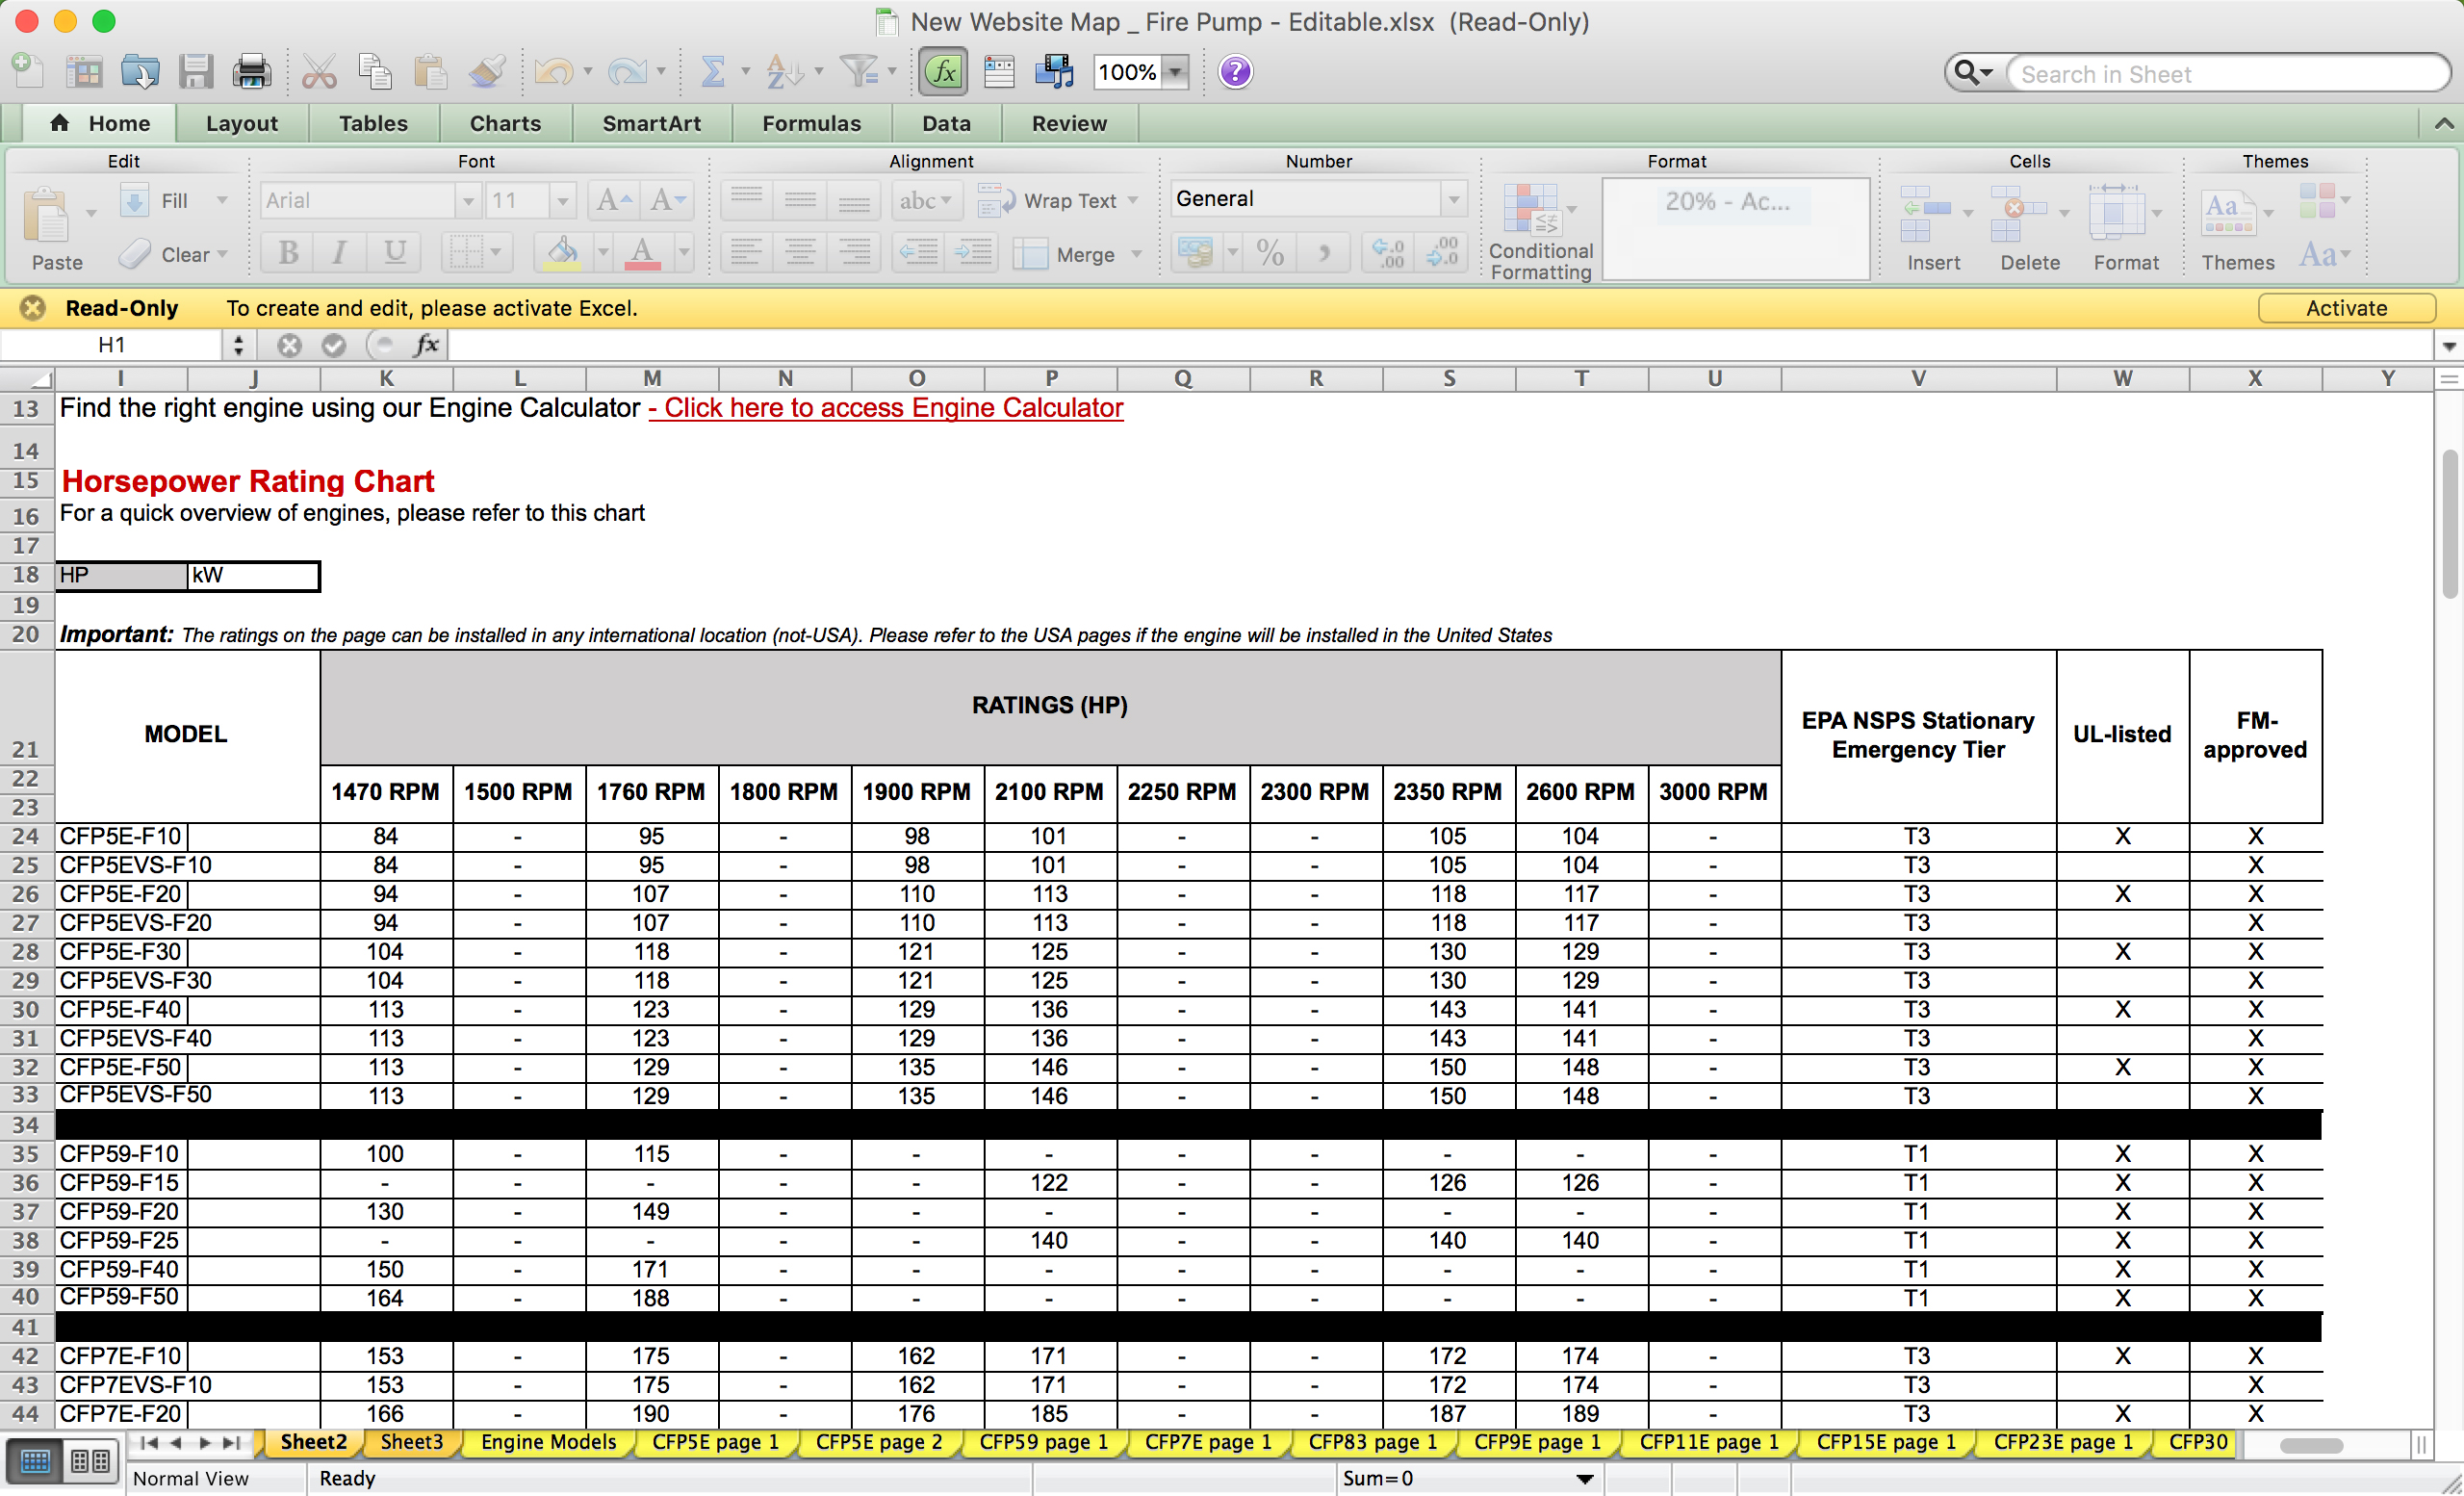 New Website Map _ Fire Pump - Editable.xlsx (Read-Only)
100%
Search in Sheet
Home Layout Tables Charts SmartArt Formulas Data Review
Edit Font Alignment Number Format Cells Themes
Fill Arial 11 abc Wrap Text General 20% - Ac...
Paste Clear B I U Merge % Conditional Formatting Insert Delete Format Themes Aa
Read-Only To create and edit, please activate Excel. Activate
H1 fx
I J K L M N O P Q R S T U V W X Y
13 Find the right engine using our Engine Calculator - Click here to access Engine Calculator
14
15 Horsepower Rating Chart
16 For a quick overview of engines, please refer to this chart
17
18 HP kW
19
20 Important: The ratings on the page can be installed in any international location (not-USA). Please refer to the USA pages if the engine will be installed in the United States
21 MODEL RATINGS (HP) EPA NSPS Stationary Emergency Tier UL-listed FM-approved
22 1470 RPM 1500 RPM 1760 RPM 1800 RPM 1900 RPM 2100 RPM 2250 RPM 2300 RPM 2350 RPM 2600 RPM 3000 RPM
23
24 CFP5E-F10 84 - 95 - 98 101 - - 105 104 - T3 X X
25 CFP5EVS-F10 84 - 95 - 98 101 - - 105 104 - T3 X
26 CFP5E-F20 94 - 107 - 110 113 - - 118 117 - T3 X X
27 CFP5EVS-F20 94 - 107 - 110 113 - - 118 117 - T3 X
28 CFP5E-F30 104 - 118 - 121 125 - - 130 129 - T3 X X
29 CFP5EVS-F30 104 - 118 - 121 125 - - 130 129 - T3 X
30 CFP5E-F40 113 - 123 - 129 136 - - 143 141 - T3 X X
31 CFP5EVS-F40 113 - 123 - 129 136 - - 143 141 - T3 X
32 CFP5E-F50 113 - 129 - 135 146 - - 150 148 - T3 X X
33 CFP5EVS-F50 113 - 129 - 135 146 - - 150 148 - T3 X
34
35 CFP59-F10 100 - 115 - - - - - - - - T1 X X
36 CFP59-F15 - - - - - 122 - - 126 126 - T1 X X
37 CFP59-F20 130 - 149 - - - - - - - - T1 X X
38 CFP59-F25 - - - - - 140 - - 140 140 - T1 X X
39 CFP59-F40 150 - 171 - - - - - - - - T1 X X
40 CFP59-F50 164 - 188 - - - - - - - - T1 X X
41
42 CFP7E-F10 153 - 175 - 162 171 - - 172 174 - T3 X X
43 CFP7EVS-F10 153 - 175 - 162 171 - - 172 174 - T3 X
44 CFP7E-F20 166 - 190 - 176 185 - - 187 189 - T3 X X
Sheet2 Sheet3 Engine Models CFP5E page 1 CFP5E page 2 CFP59 page 1 CFP7E page 1 CFP83 page 1 CFP9E page 1 CFP11E page 1 CFP15E page 1 CFP23E page 1 CFP30
Normal View Ready Sum=0